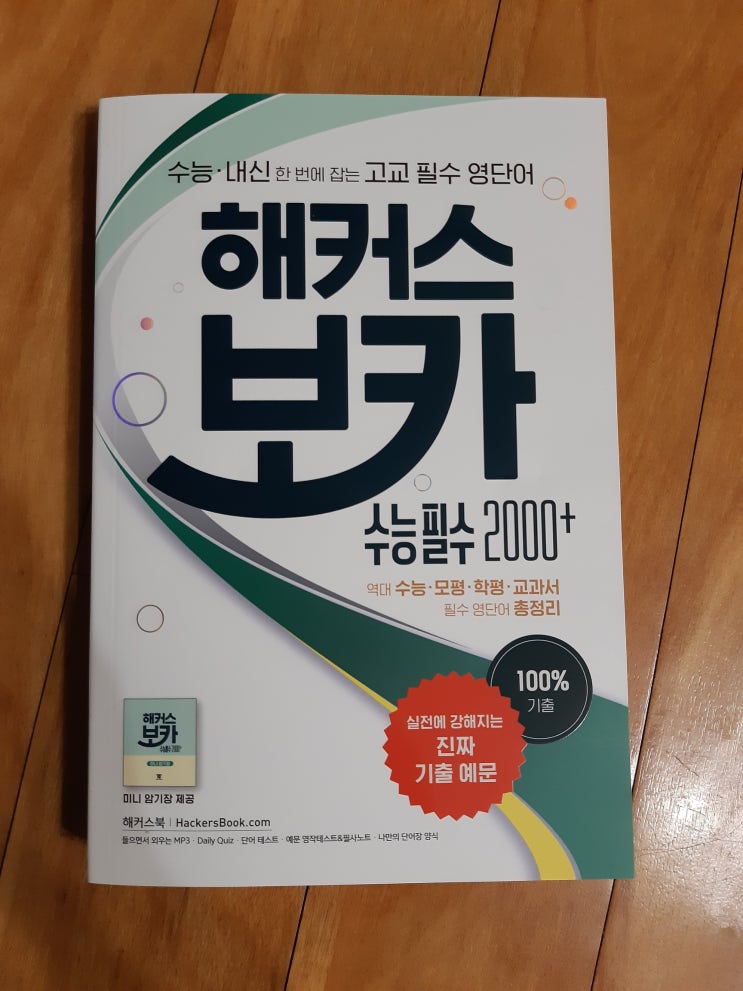 수능·내신 한 번에 잡는 고교 필수 영단어
해커스
보카
수능필수 2000+
역대 수능·모평·학평·교과서
필수 영단어 총정리
100%
기출
실전에 강해지는
진짜
기출 예문
해커스
보카
수능필수 2000+
미니 암기장 제공
해커스북 | HackersBook.com
들으면서 외우는 MP3 · Daily Quiz · 단어 테스트 · 예문 영작테스트&필사노트 · 나만의 단어장 양식